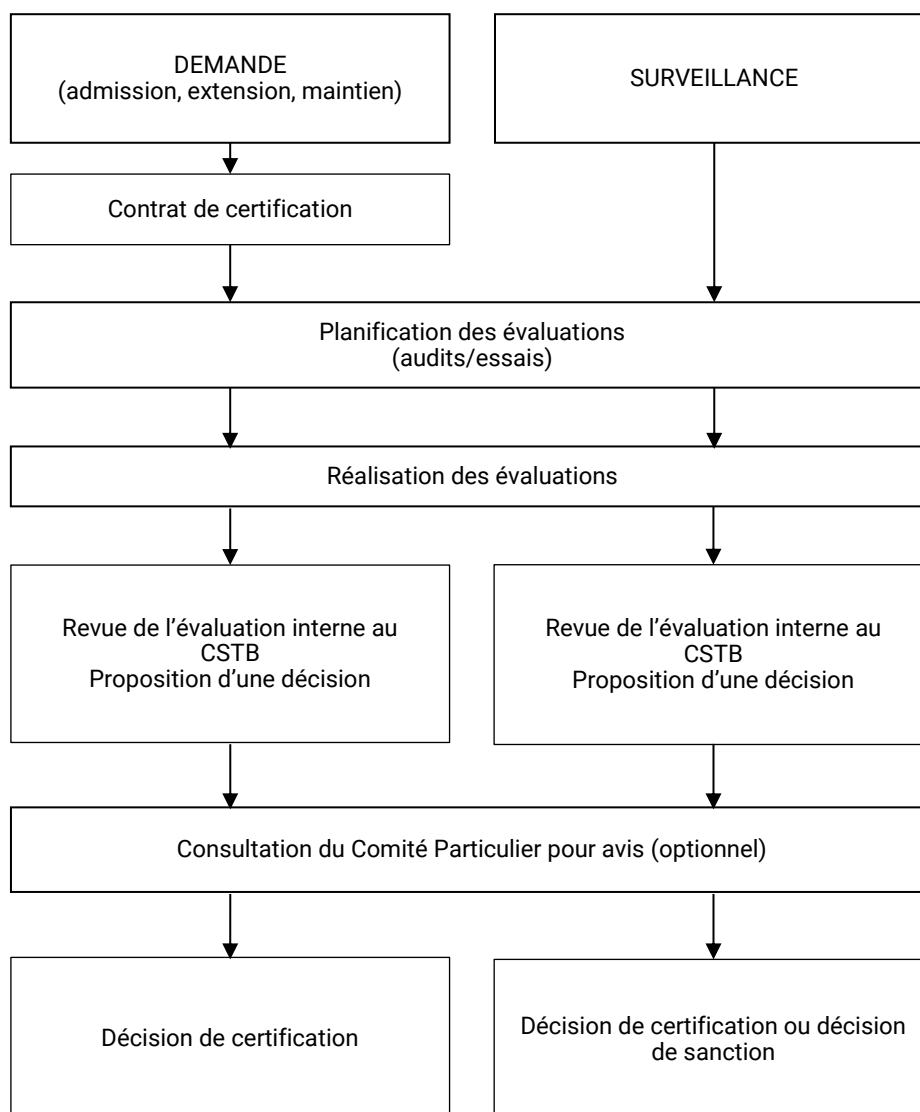 DEMANDE
(admission, extension, maintien)
SURVEILLANCE
Contrat de certification
Planification des évaluations
(audits/essais)
Réalisation des évaluations
Revue de l’évaluation interne au
CSTB
Proposition d’une décision
Revue de l’évaluation interne au
CSTB
Proposition d’une décision
Consultation du Comité Particulier pour avis (optionnel)
Décision de certification
Décision de certification ou décision
de sanction